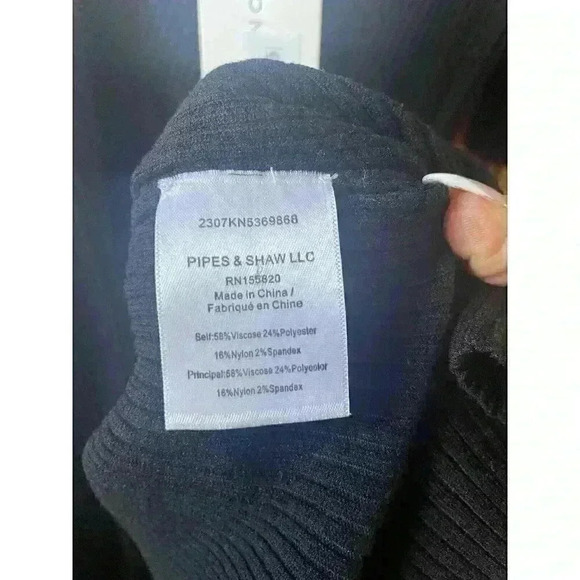 2307KN5369868
PIPES & SHAW LLC
RN155820
Made in China /
Fabriqué en Chine
Self:58%Viscose 24%Polyester
16%Nylon 2%Spandex
Principal:58%Viscose 24%Polyester
16%Nylon 2%Spandex